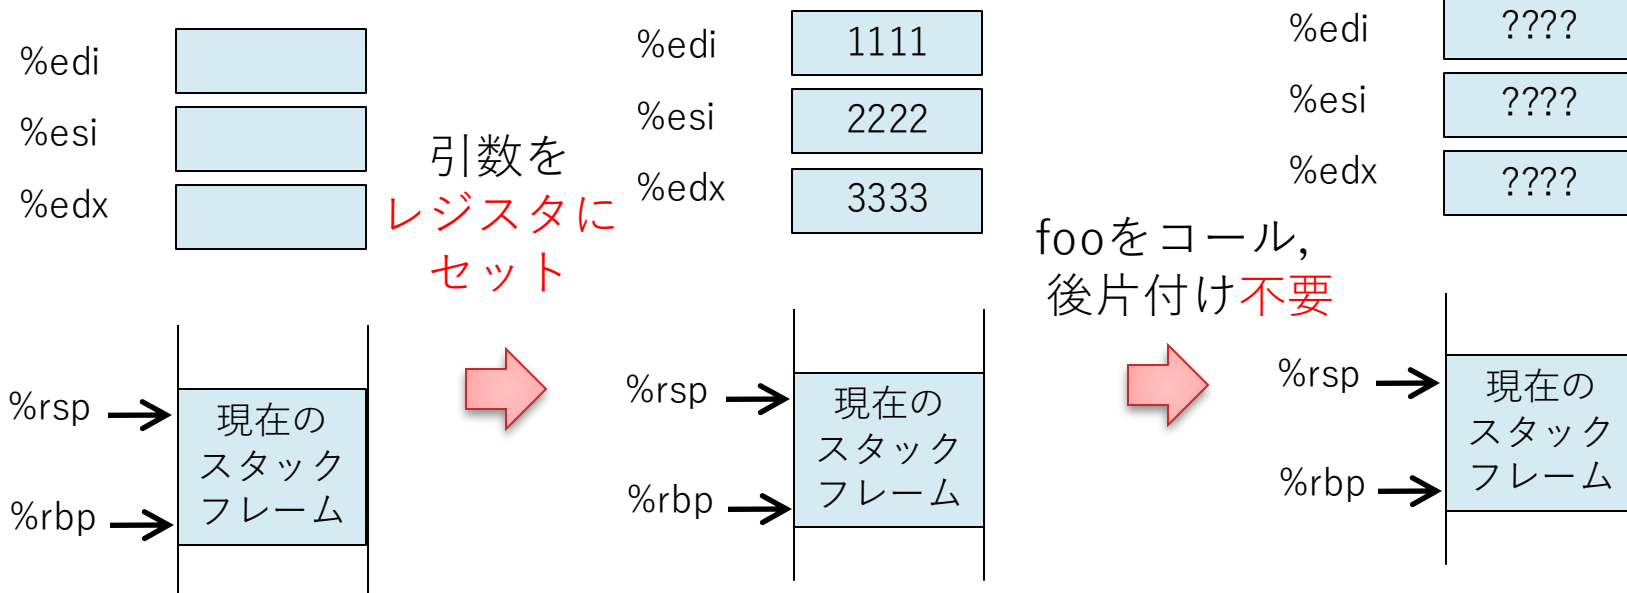 %edi
%esi
%edx
%rsp
%rbp
現在の
スタック
フレーム
引数を
レジスタに
セット
%edi
1111
%esi
2222
%edx
3333
%rsp
%rbp
現在の
スタック
フレーム
fooをコール,
後片付け不要
%edi
????
%esi
????
%edx
????
%rsp
%rbp
現在の
スタック
フレーム